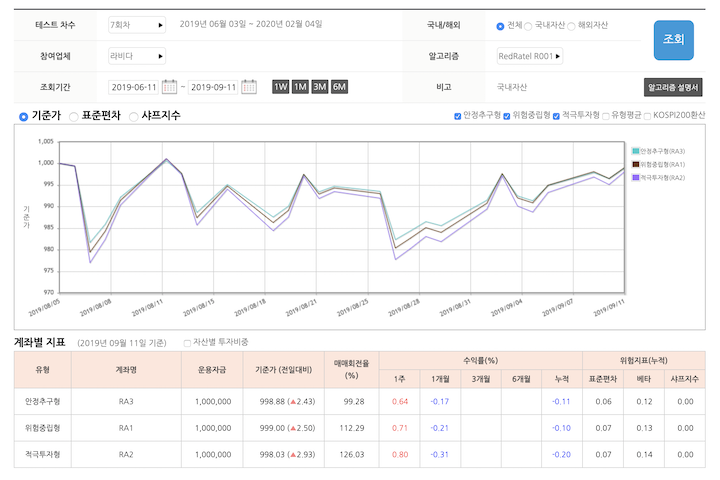 테스트 차수 7회차 2019년 06월 03일 ~ 2020년 02월 04일 국내/해외 전체 국내자산 해외자산
조회
참여업체 라비다 알고리즘 RedRatel R001
조회기간 2019-06-11 ~ 2019-09-11 1W 1M 3M 6M 비고 국내자산 알고리즘 설명서
기준가 표준편차 샤프지수 안정추구형 위험중립형 적극투자형 유형평균 KOSPI200환산
1,005
1,000
995
990
985
980
975
970
기준가
2019/08/05 2019/08/08 2019/08/11 2019/08/15 2019/08/18 2019/08/21 2019/08/25 2019/08/28 2019/08/31 2019/09/04 2019/09/07 2019/09/11
안정추구형(RA3)
위험중립형(RA1)
적극투자형(RA2)
계좌별 지표 (2019년 09월 11일 기준) 자산별 투자비중
유형 계좌명 운용자금 기준가 (전일대비) 매매회전율 (%) 수익률(%) 위험지표(누적)
1주 1개월 3개월 6개월 누적 표준편차 베타 샤프지수
안정추구형 RA3 1,000,000 998.88 (▲2.43) 99.28 0.64 -0.17 -0.11 0.06 0.12 0.00
위험중립형 RA1 1,000,000 999.00 (▲2.50) 112.29 0.71 -0.21 -0.10 0.07 0.13 0.00
적극투자형 RA2 1,000,000 998.03 (▲2.93) 126.03 0.80 -0.31 -0.20 0.07 0.14 0.00